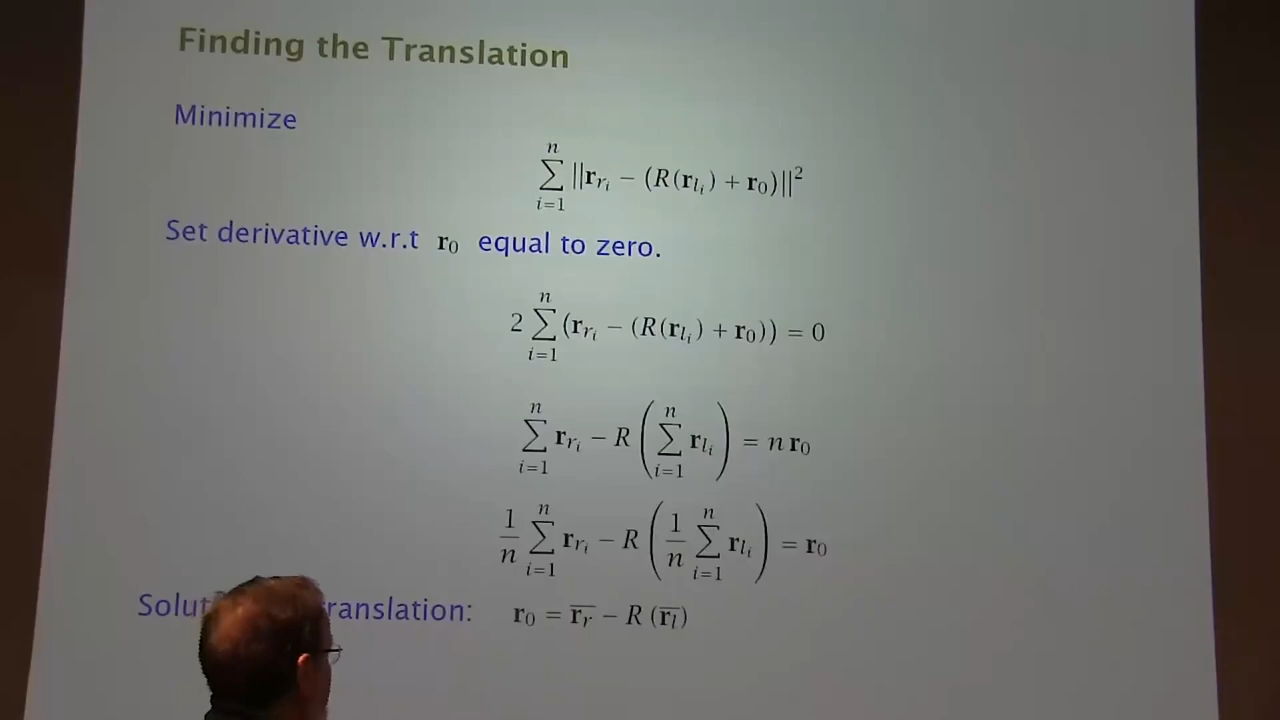 Finding the Translation
Minimize
$\sum_{i=1}^{n} ||\mathbf{r}_{r_i} - (R(\mathbf{r}_{l_i}) + \mathbf{r}_0)||^2$
Set derivative w.r.t $\mathbf{r}_0$ equal to zero.
$2 \sum_{i=1}^{n} (\mathbf{r}_{r_i} - (R(\mathbf{r}_{l_i}) + \mathbf{r}_0)) = 0$
$\sum_{i=1}^{n} \mathbf{r}_{r_i} - R \left( \sum_{i=1}^{n} \mathbf{r}_{l_i} \right) = n \, \mathbf{r}_0$
$\frac{1}{n} \sum_{i=1}^{n} \mathbf{r}_{r_i} - R \left( \frac{1}{n} \sum_{i=1}^{n} \mathbf{r}_{l_i} \right) = \mathbf{r}_0$
Solut ranslation: $\mathbf{r}_0 = \overline{\mathbf{r}_r} - R \, (\overline{\mathbf{r}_l})$